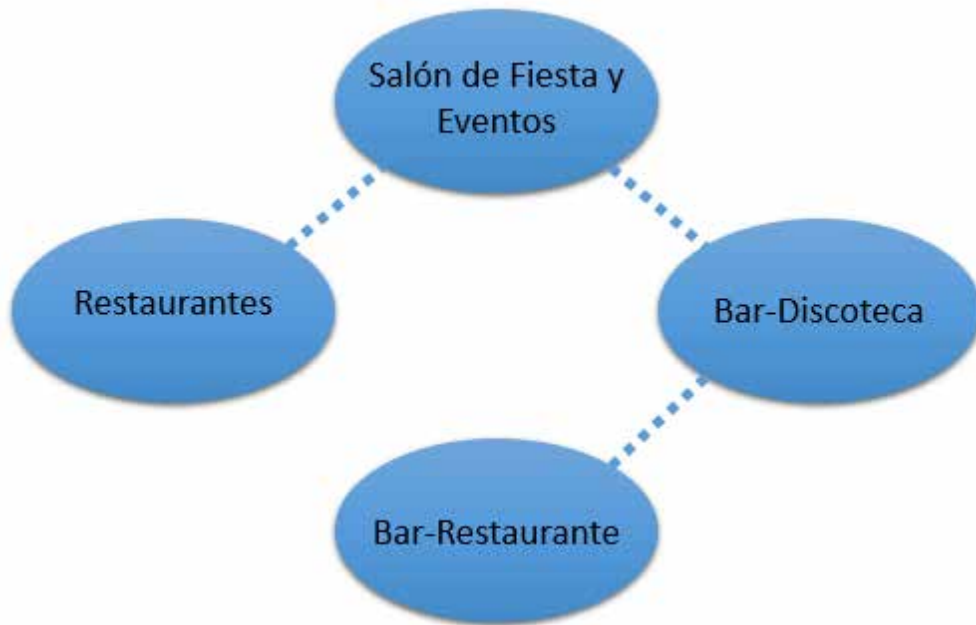 Salón de Fiesta y
Eventos
Restaurantes
Bar-Discoteca
Bar-Restaurante